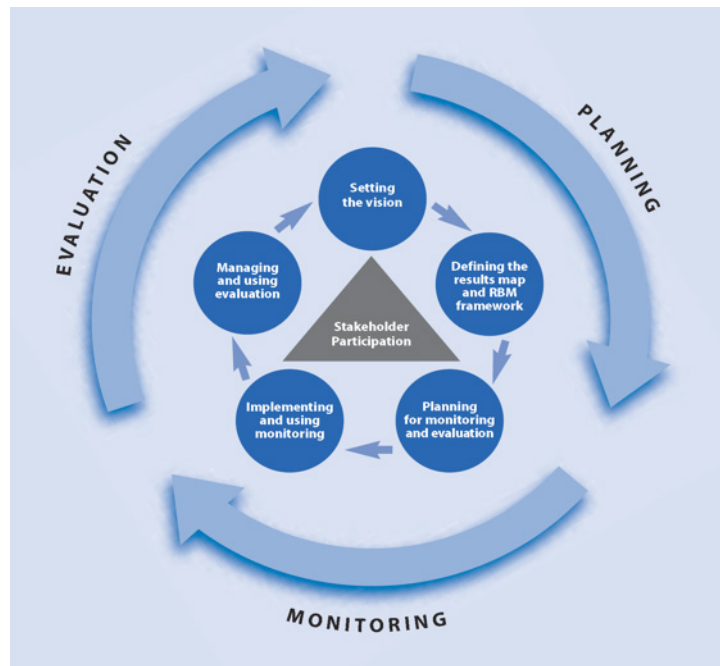 EVALUATION
PLANNING
Setting
the vision
Managing
and using
evaluation
Defining the
results map
and RBM
framework
Stakeholder
Participation
Implementing
and using
monitoring
Planning
for monitoring
and evaluation
MONITORING